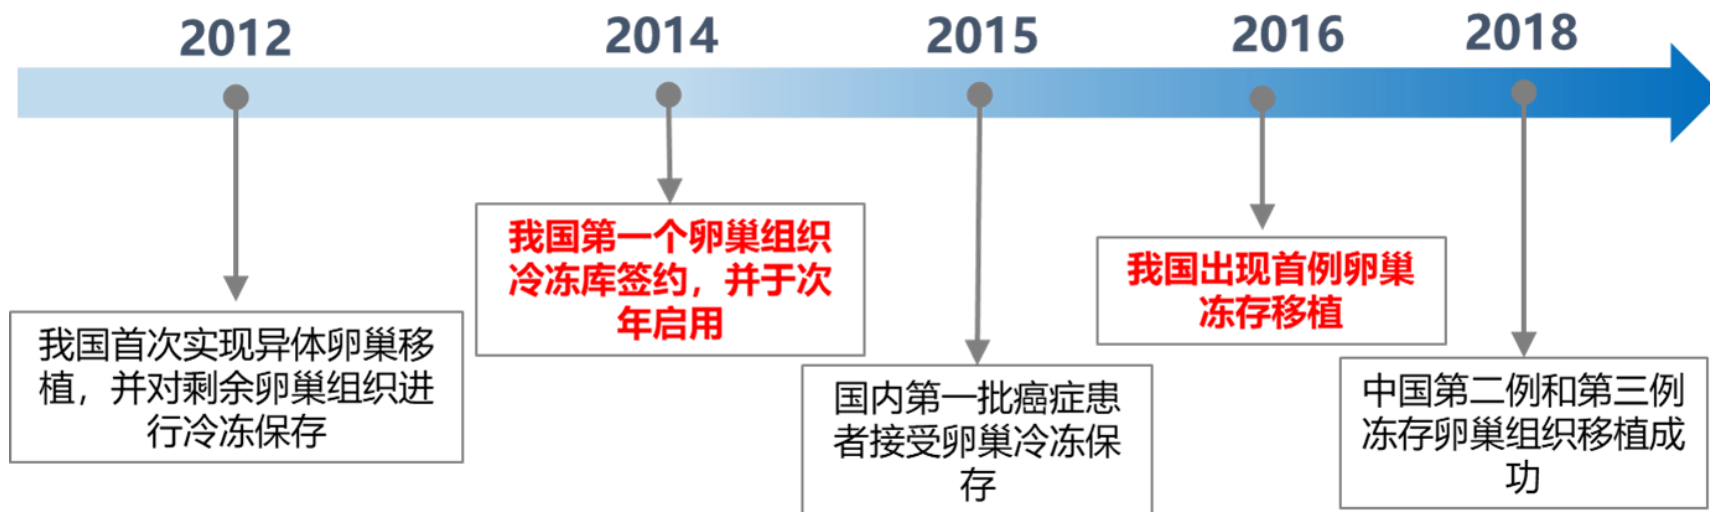 2012
2014
2015
2016
2018
我国首次实现异体卵巢移
植，并对剩余卵巢组织进
行冷冻保存
我国第一个卵巢组织
冷冻库签约，并于次
年启用
国内第一批癌症患
者接受卵巢冷冻保
存
我国出现首例卵巢
冻存移植
中国第二例和第三例
冻存卵巢组织移植成
功